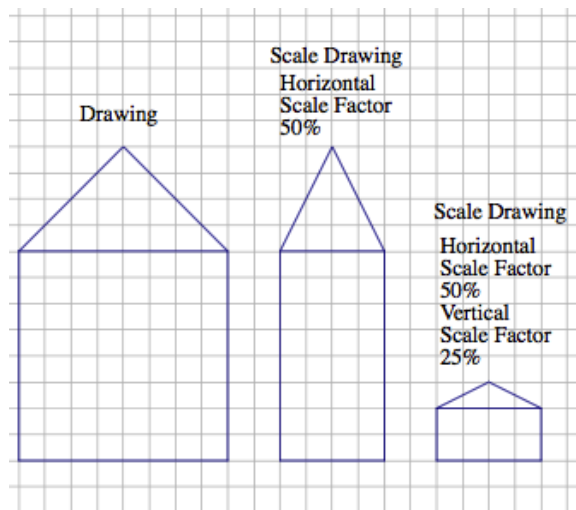 Drawing
Scale Drawing
Horizontal
Scale Factor
50%
Scale Drawing
Horizontal
Scale Factor
50%
Vertical
Scale Factor
25%